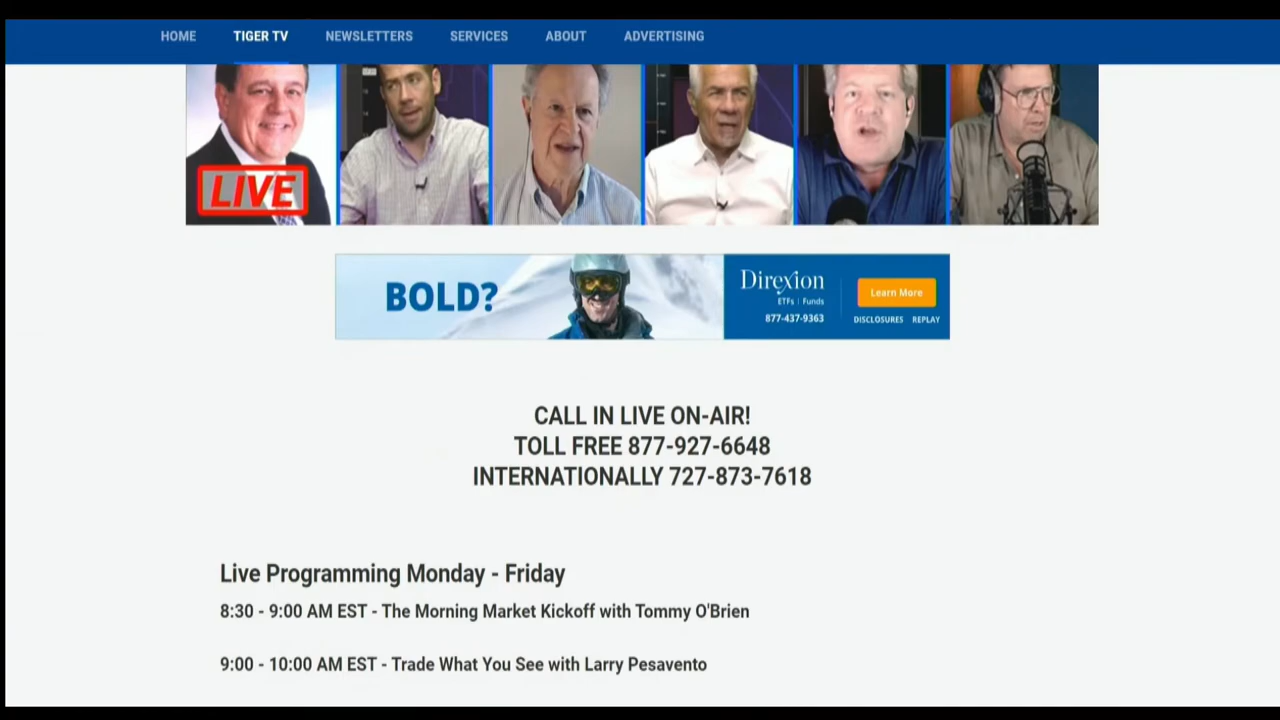 HOME TIGER TV NEWSLETTERS SERVICES ABOUT ADVERTISING
LIVE
BOLD?
Direxion
ETFs | Funds
877-437-9363
Learn More
DISCLOSURES REPLAY
CALL IN LIVE ON-AIR!
TOLL FREE 877-927-6648
INTERNATIONALLY 727-873-7618
Live Programming Monday - Friday
8:30 - 9:00 AM EST - The Morning Market Kickoff with Tommy O'Brien
9:00 - 10:00 AM EST - Trade What You See with Larry Pesavento